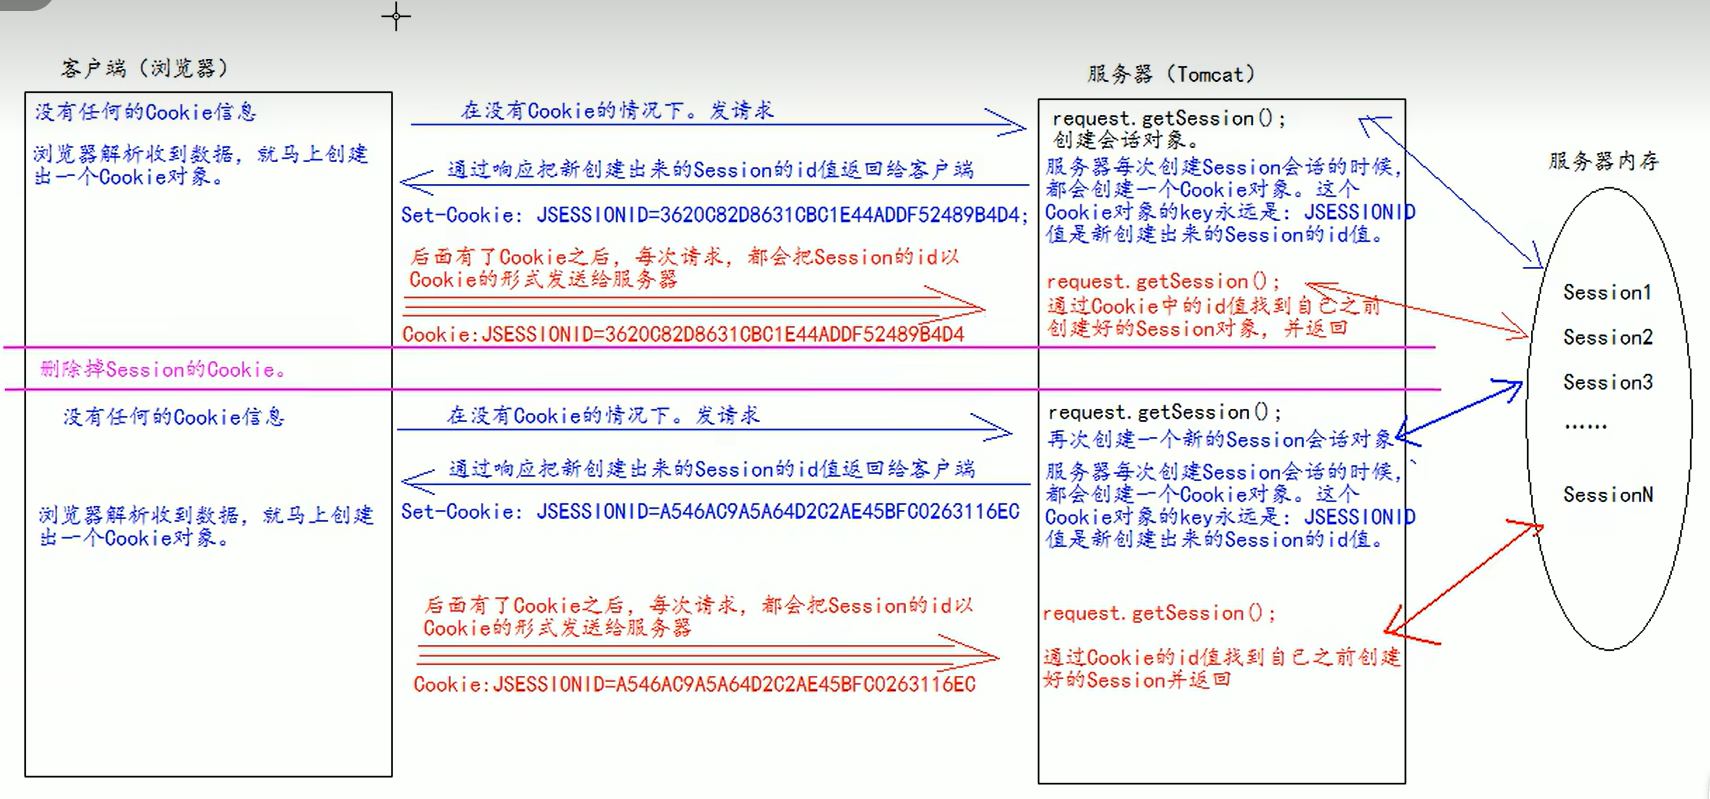 客户端（浏览器）
没有任何的Cookie信息
浏览器解析收到数据，就马上创建
出一个Cookie对象。
在没有Cookie的情况下。发请求
通过响应把新创建出来的Session的id值返回给客户端
Set-Cookie: JSESSIONID=3620C82D8631CBC1E44ADDF52489B4D4;
后面有了Cookie之后，每次请求，都会把Session的id以
Cookie的形式发送给服务器
Cookie:JSESSIONID=3620C82D8631CBC1E44ADDF52489B4D4
服务器（Tomcat）
request.getSession();
创建会话对象。
服务器每次创建Session会话的时候，
都会创建一个Cookie对象。这个
Cookie对象的key永远是：JSESSIONID
值是新创建出来的Session的id值。
request.getSession();
通过Cookie中的id值找到自己之前
创建好的Session对象，并返回
服务器内存
Session1
Session2
Session3
······
SessionN
删除掉Session的Cookie。
没有任何的Cookie信息
浏览器解析收到数据，就马上创建
出一个Cookie对象。
在没有Cookie的情况下。发请求
通过响应把新创建出来的Session的id值返回给客户端
Set-Cookie: JSESSIONID=A546AC9A5A64D2C2AE45BFC0263116EC
后面有了Cookie之后，每次请求，都会把Session的id以
Cookie的形式发送给服务器
Cookie:JSESSIONID=A546AC9A5A64D2C2AE45BFC0263116EC
request.getSession();
再次创建一个新的Session会话对象
服务器每次创建Session会话的时候，
都会创建一个Cookie对象。这个
Cookie对象的key永远是：JSESSIONID
值是新创建出来的Session的id值。
request.getSession();
通过Cookie的id值找到自己之前创建
好的Session并返回